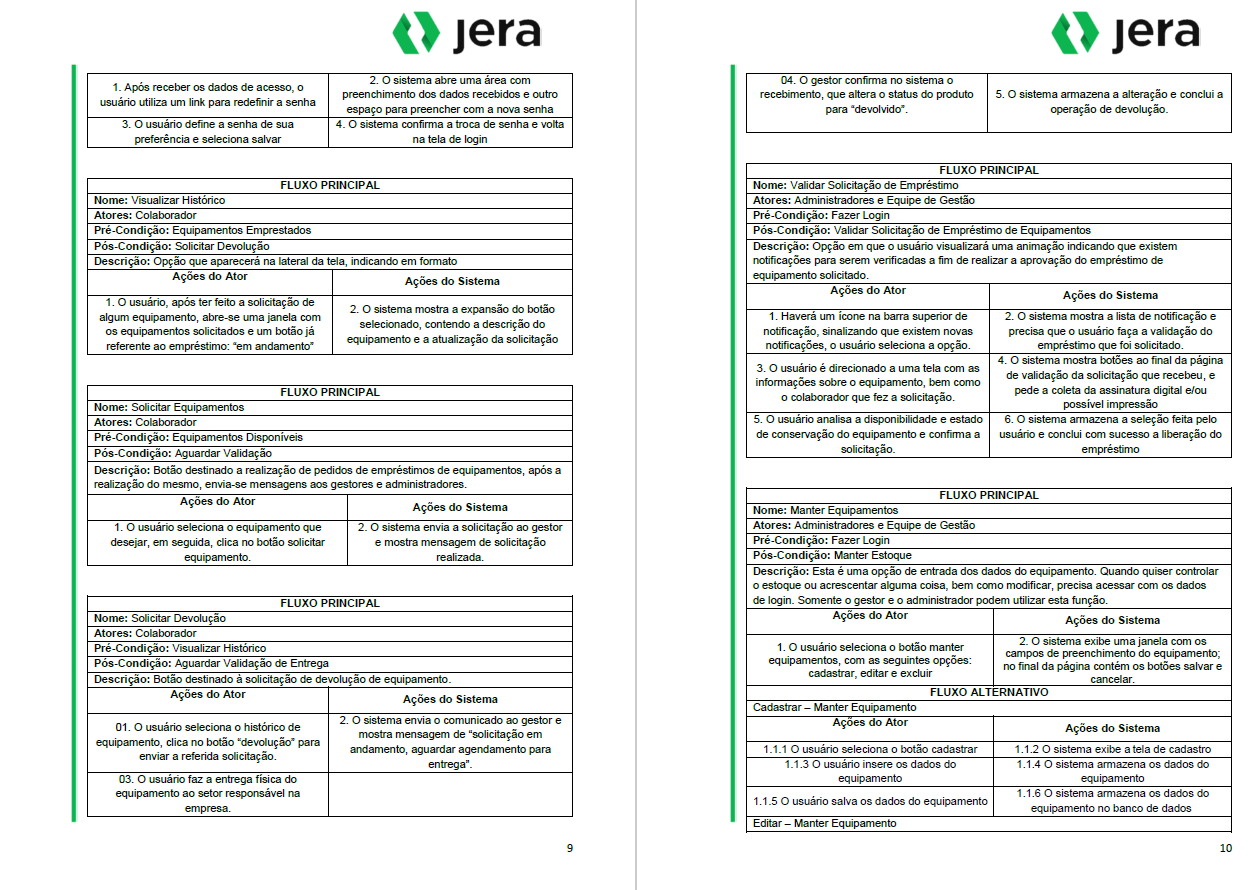 jera
1. Após receber os dados de acesso, o
usuário utiliza um link para redefinir a senha
2. O sistema abre uma área com
preenchimento dos dados recebidos e outro
espaço para preencher com a nova senha
3. O usuário define a senha de sua
preferência e seleciona salvar
4. O sistema confirma a troca de senha e volta
na tela de login
FLUXO PRINCIPAL
Nome: Visualizar Histórico
Atores: Colaborador
Pré-Condição: Equipamentos Emprestados
Pós-Condição: Solicitar Devolução
Descrição: Opção que aparecerá na lateral da tela, indicando em formato
Ações do Ator
Ações do Sistema
1. O usuário, após ter feito a solicitação de
algum equipamento, abre-se uma janela com
os equipamentos solicitados e um botão já
referente ao empréstimo: “em andamento”
2. O sistema mostra a expansão do botão
selecionado, contendo a descrição do
equipamento e a atualização da solicitação
FLUXO PRINCIPAL
Nome: Solicitar Equipamentos
Atores: Colaborador
Pré-Condição: Equipamentos Disponíveis
Pós-Condição: Aguardar Validação
Descrição: Botão destinado a realização de pedidos de empréstimos de equipamentos, após a
realização do mesmo, envia-se mensagens aos gestores e administradores.
Ações do Ator
Ações do Sistema
1. O usuário seleciona o equipamento que
desejar, em seguida, clica no botão solicitar
equipamento.
2. O sistema envia a solicitação ao gestor
e mostra mensagem de solicitação
realizada.
FLUXO PRINCIPAL
Nome: Solicitar Devolução
Atores: Colaborador
Pré-Condição: Visualizar Histórico
Pós-Condição: Aguardar Validação de Entrega
Descrição: Botão destinado à solicitação de devolução de equipamento.
Ações do Ator
Ações do Sistema
01. O usuário seleciona o histórico de
equipamento, clica no botão “devolução” para
enviar a referida solicitação.
2. O sistema envia o comunicado ao gestor e
mostra mensagem de “solicitação em
andamento, aguardar agendamento para
entrega”.
03. O usuário faz a entrega física do
equipamento ao setor responsável na
empresa.
9
jera
04. O gestor confirma no sistema o
recebimento, que altera o status do produto
para “devolvido”.
5. O sistema armazena a alteração e conclui a
operação de devolução.
FLUXO PRINCIPAL
Nome: Validar Solicitação de Empréstimo
Atores: Administradores e Equipe de Gestão
Pré-Condição: Fazer Login
Pós-Condição: Validar Solicitação de Empréstimo de Equipamentos
Descrição: Opção em que o usuário visualizará uma animação indicando que existem
notificações para serem verificadas a fim de realizar a aprovação do empréstimo de
equipamento solicitado.
Ações do Ator
Ações do Sistema
1. Haverá um ícone na barra superior de
notificação, sinalizando que existem novas
notificações, o usuário seleciona a opção.
2. O sistema mostra a lista de notificação e
precisa que o usuário faça a validação do
empréstimo que foi solicitado.
3. O usuário é direcionado a uma tela com as
informações sobre o equipamento, bem como
o colaborador que fez a solicitação.
4. O sistema mostra botões ao final da página
de validação da solicitação que recebeu, e
pede a coleta da assinatura digital e/ou
possível impressão
5. O usuário analisa a disponibilidade e estado
de conservação do equipamento e confirma a
solicitação.
6. O sistema armazena a seleção feita pelo
usuário e conclui com sucesso a liberação do
empréstimo
FLUXO PRINCIPAL
Nome: Manter Equipamentos
Atores: Administradores e Equipe de Gestão
Pré-Condição: Fazer Login
Pós-Condição: Manter Estoque
Descrição: Esta é uma opção de entrada dos dados do equipamento. Quando quiser controlar
o estoque ou acrescentar alguma coisa, bem como modificar, precisa acessar com os dados
de login. Somente o gestor e o administrador podem utilizar esta função.
Ações do Ator
Ações do Sistema
1. O usuário seleciona o botão manter
equipamentos, com as seguintes opções:
cadastrar, editar e excluir
2. O sistema exibe uma janela com os
campos de preenchimento do equipamento;
no final da página contém os botões salvar e
cancelar.
FLUXO ALTERNATIVO
Cadastrar – Manter Equipamento
Ações do Ator
Ações do Sistema
1.1.1 O usuário seleciona o botão cadastrar
1.1.2 O sistema exibe a tela de cadastro
1.1.3 O usuário insere os dados do
equipamento
1.1.4 O sistema armazena os dados do
equipamento
1.1.5 O usuário salva os dados do equipamento
1.1.6 O sistema armazena os dados do
equipamento no banco de dados
Editar – Manter Equipamento
10